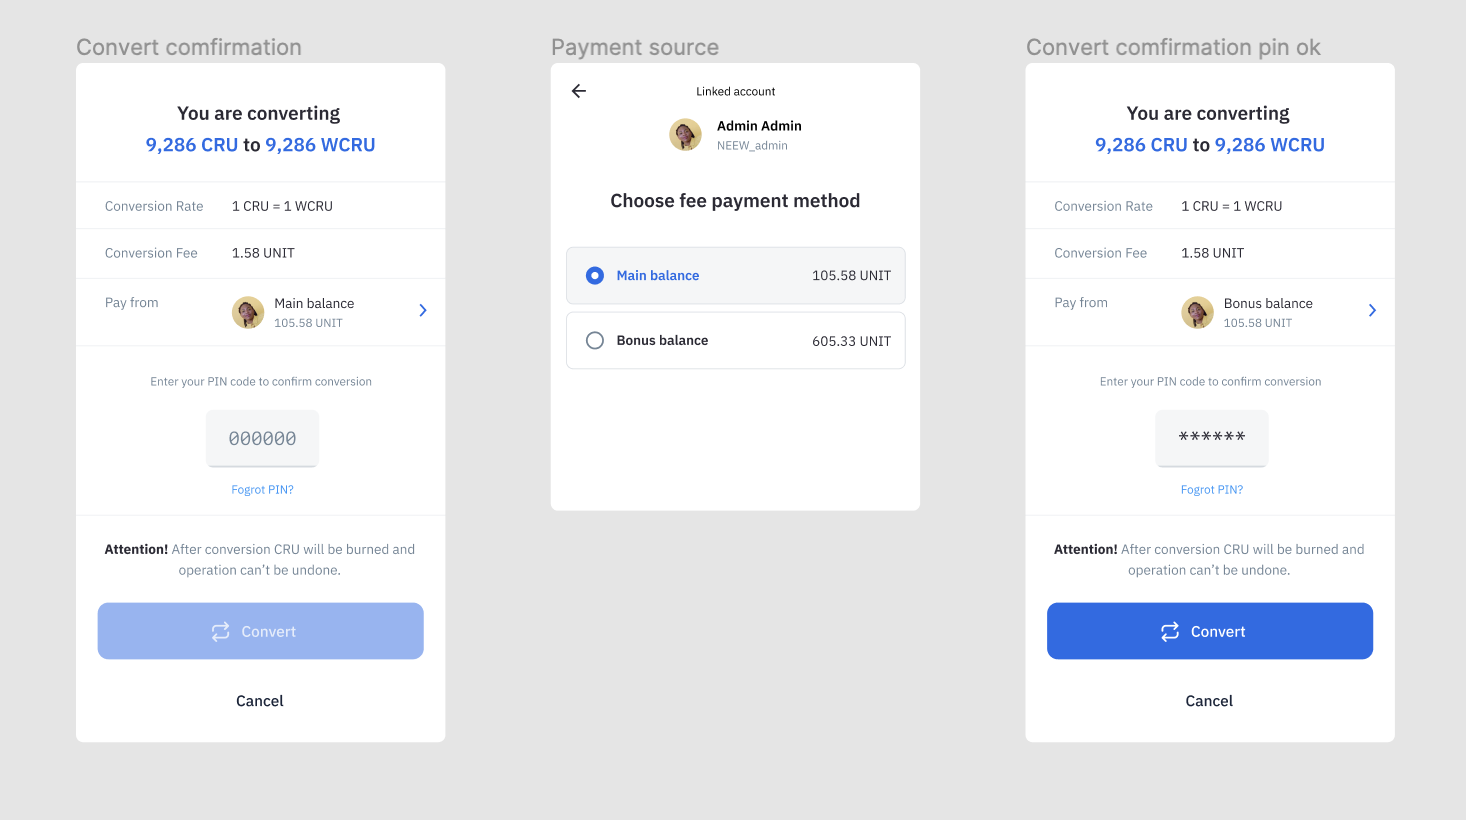 Convert comfirmation
You are converting
9,286 CRU to 9,286 WCRU
Conversion Rate 1 CRU = 1 WCRU
Conversion Fee 1.58 UNIT
Pay from Main balance
105.58 UNIT
Enter your PIN code to confirm conversion
000000
Fogrot PIN?
Attention! After conversion CRU will be burned and
operation can't be undone.
Convert
Cancel
Payment source
Linked account
Admin Admin
NEEW_admin
Choose fee payment method
Main balance 105.58 UNIT
Bonus balance 605.33 UNIT
Convert comfirmation pin ok
You are converting
9,286 CRU to 9,286 WCRU
Conversion Rate 1 CRU = 1 WCRU
Conversion Fee 1.58 UNIT
Pay from Bonus balance
105.58 UNIT
Enter your PIN code to confirm conversion
******
Fogrot PIN?
Attention! After conversion CRU will be burned and
operation can't be undone.
Convert
Cancel